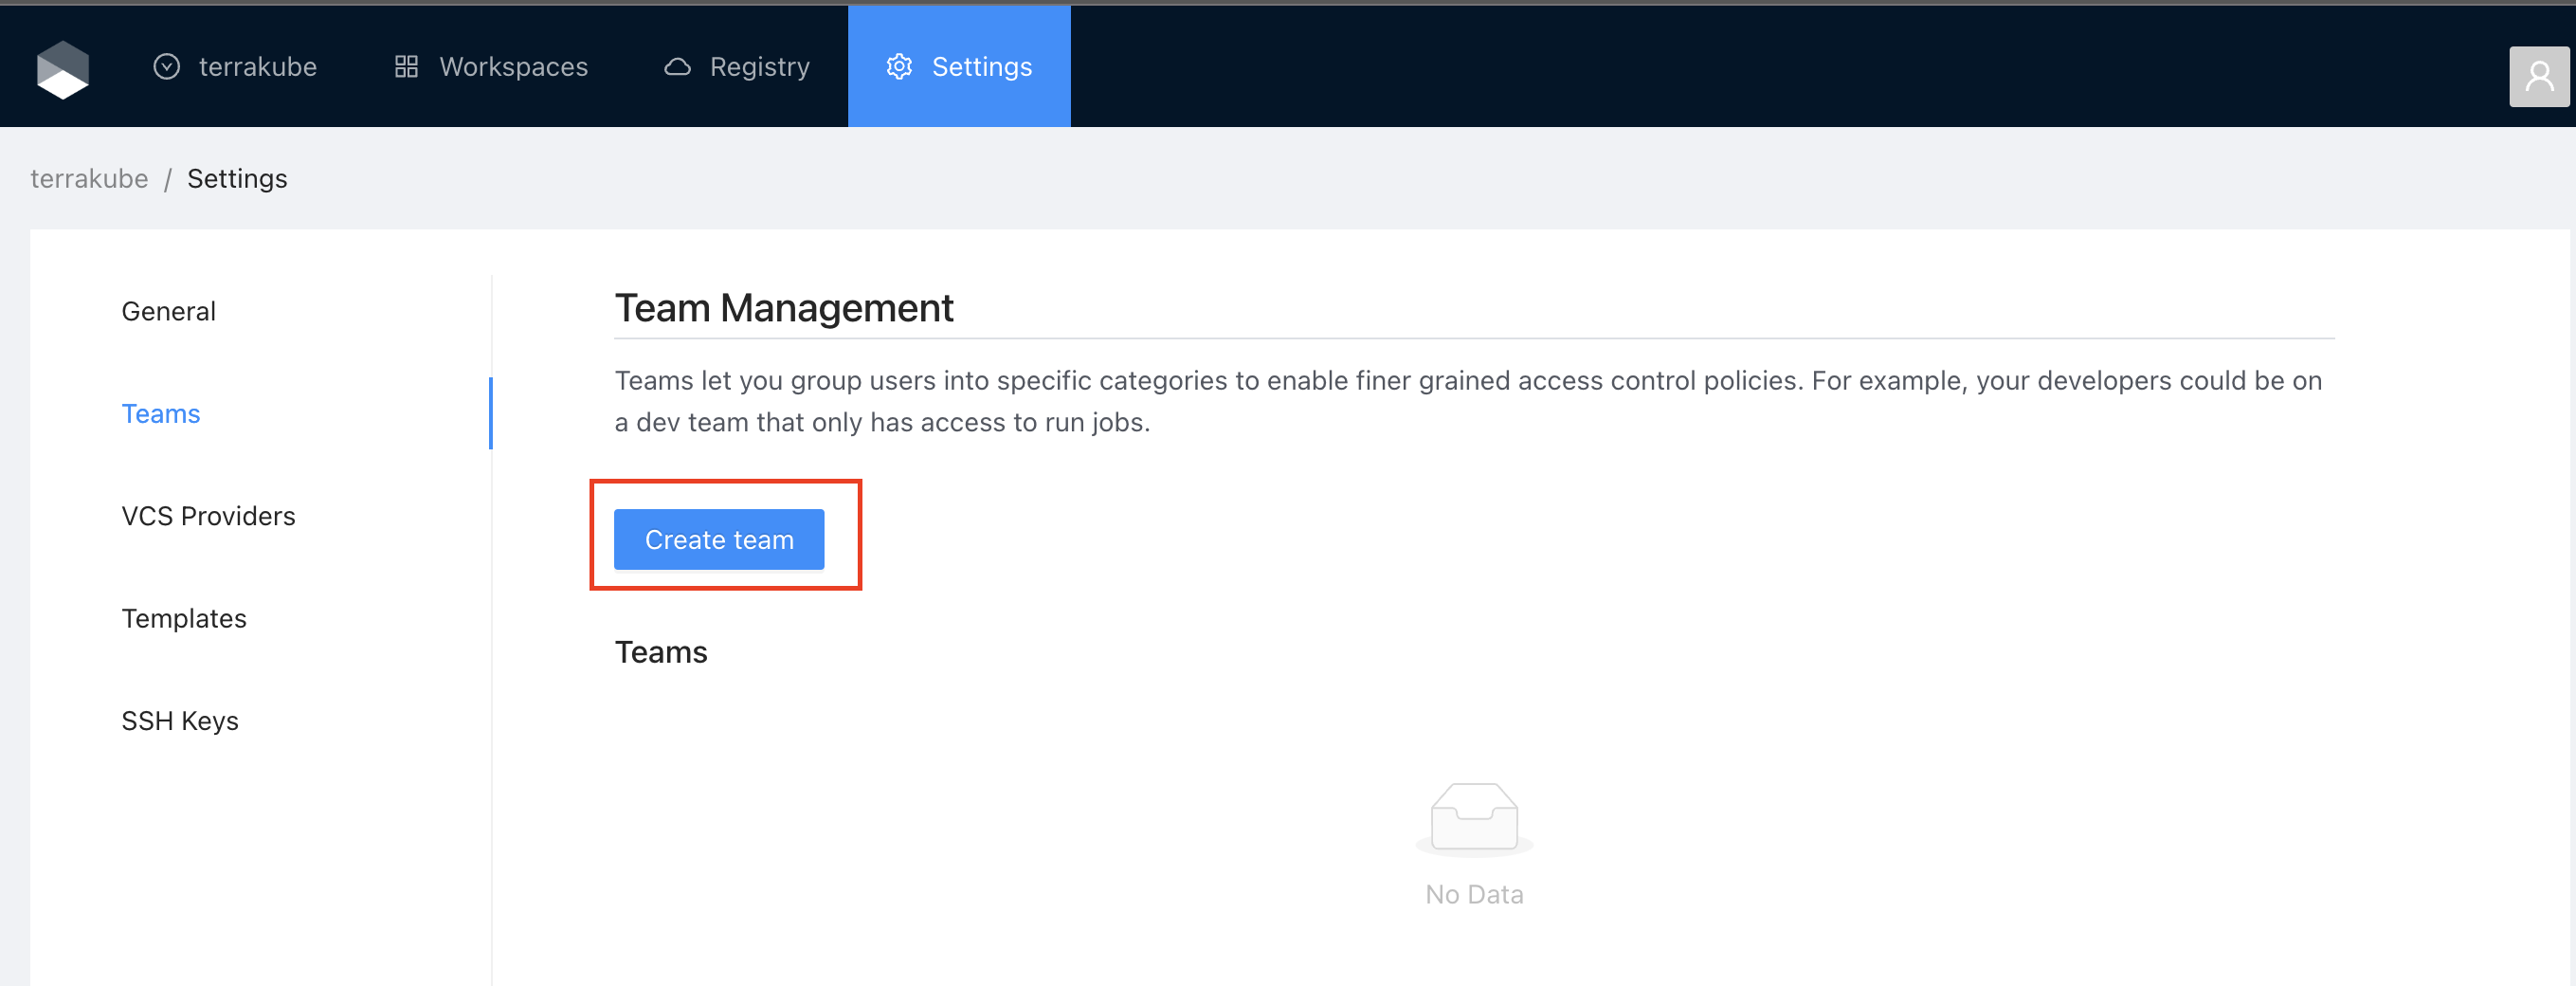 terrakube Workspaces Registry Settings
terrakube / Settings
General
Teams
VCS Providers
Templates
SSH Keys
Team Management
Teams let you group users into specific categories to enable finer grained access control policies. For example, your developers could be on
a dev team that only has access to run jobs.
Create team
Teams
No Data